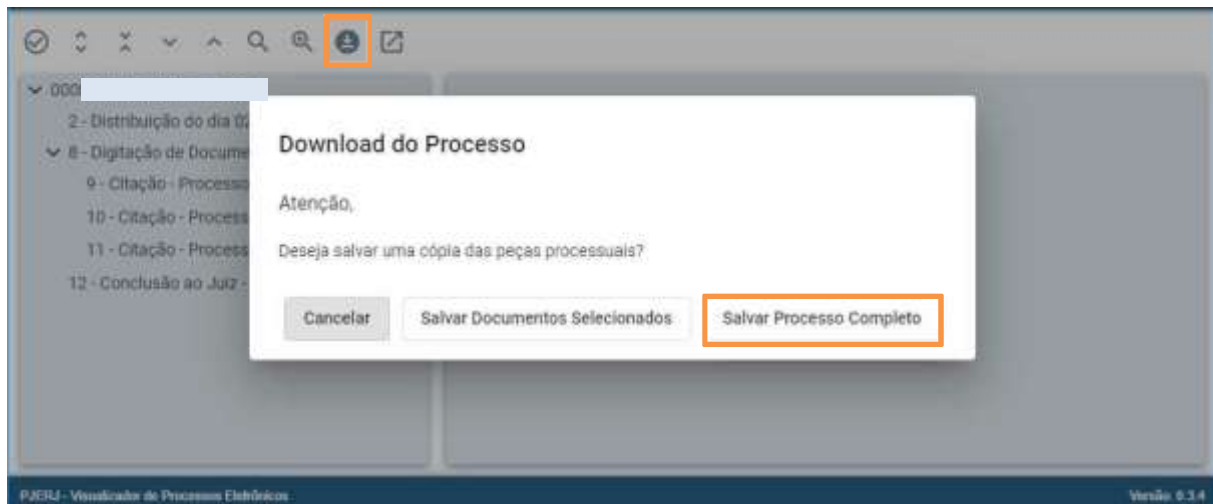 000
2 - Distribuição do dia 02
8 - Digitação de Docume
9 - Citação - Processo
10 - Citação - Process
11 - Citação - Process
12 - Conclusão ao Juiz -
Download do Processo
Atenção,
Deseja salvar uma cópia das peças processuais?
Cancelar Salvar Documentos Selecionados Salvar Processo Completo
PJERJ - Visualizador de Processos Eletrônicos Versão: 0.3.4